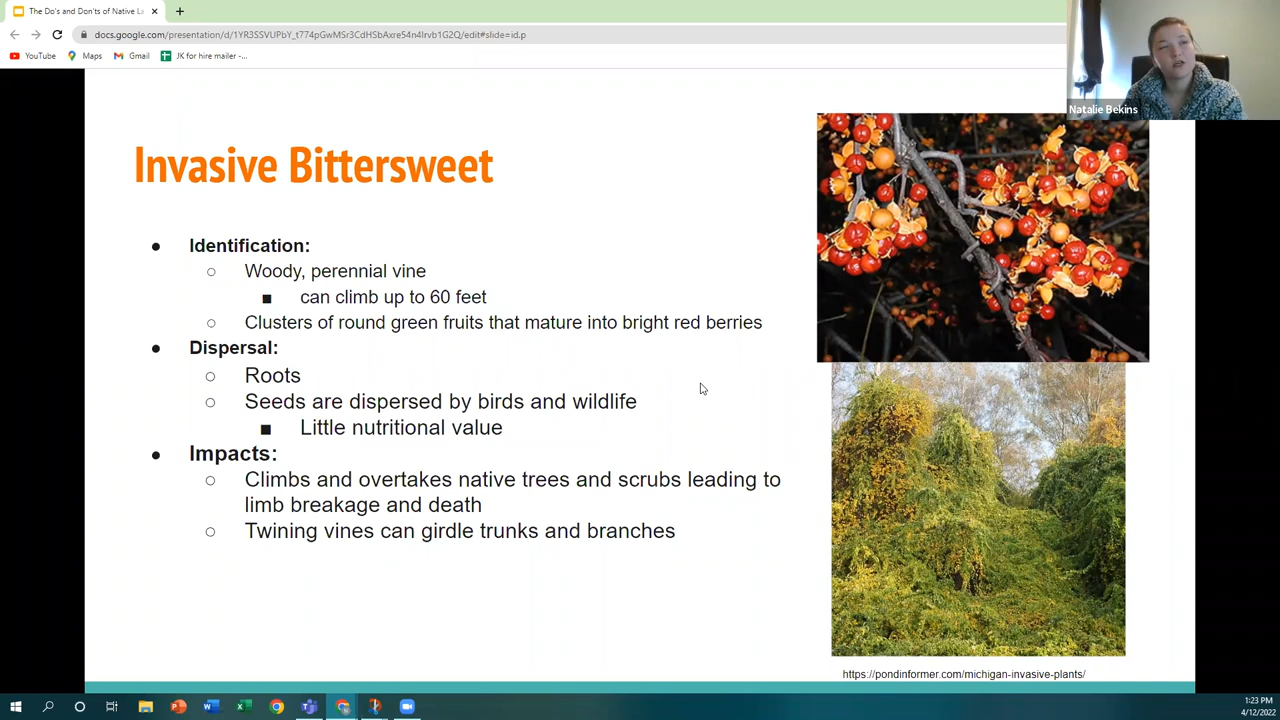 The Do's and Don'ts of Native La
docs.google.com/presentation/d/1YR3SSVUPbY_t774pGwMSr3CdHSbAxre54n4Irvb1G2Q/edit#slide=id.p
YouTube
Maps
Gmail
JK for hire mailer -...
Natalie Bekins
Invasive Bittersweet
Identification:
Woody, perennial vine
can climb up to 60 feet
Clusters of round green fruits that mature into bright red berries
Dispersal:
Roots
Seeds are dispersed by birds and wildlife
Little nutritional value
Impacts:
Climbs and overtakes native trees and scrubs leading to
limb breakage and death
Twining vines can girdle trunks and branches
https://pondinformer.com/michigan-invasive-plants/
1:23 PM
4/12/2022